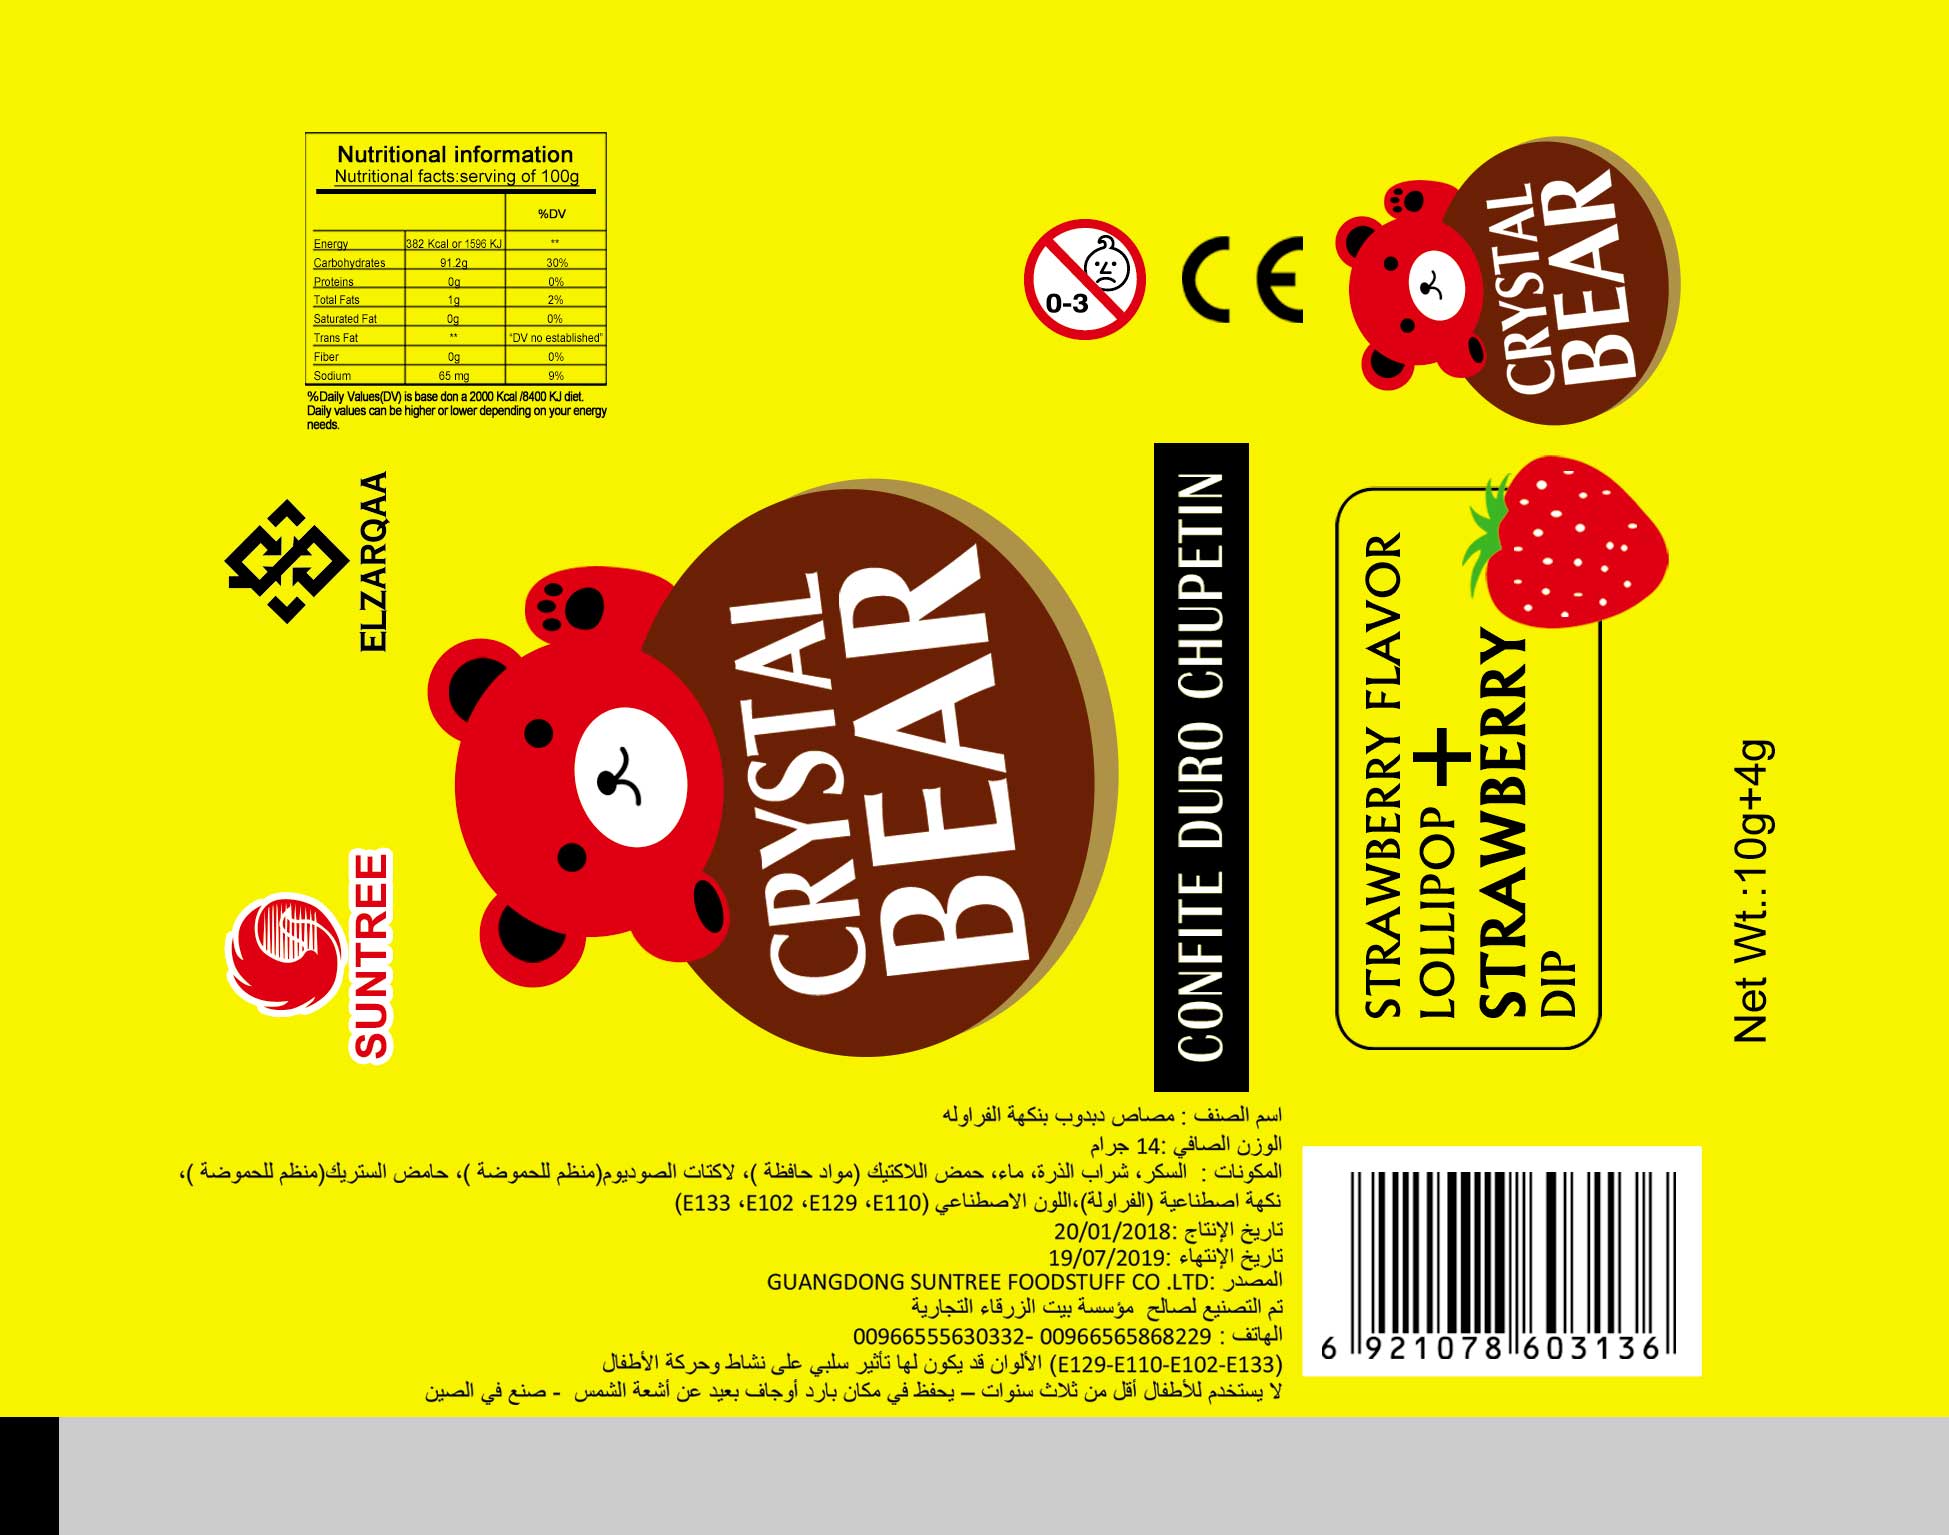 Nutritional information
Nutritional facts:serving of 100g
%DV
Energy 382 Kcal or 1596 KJ **
Carbohydrates 91.2g 30%
Proteins 0g 0%
Total Fats 1g 2%
Saturated Fat 0g 0%
Trans Fat ** “DV no established”
Fiber 0g 0%
Sodium 65 mg 9%
%Daily Values(DV) is base don a 2000 Kcal /8400 KJ diet.
Daily values can be higher or lower depending on your energy
needs.
0-3
CE
CRYSTAL
BEAR
ELZARQAA
SUNTREE
CRYSTAL
BEAR
CONFITE DURO CHUPETIN
STRAWBERRY FLAVOR
LOLLIPOP +
STRAWBERRY
DIP
Net Wt.:10g+4g
اسم الصنف : مصاص دبدوب بنكهة الفراوله
الوزن الصافي :14 جرام
المكونات : السكر، شراب الذرة، ماء، حمض اللاكتيك (مواد حافظة )، لاكتات الصوديوم(منظم للحموضة )، حامض الستريك(منظم للحموضة )،
نكهة اصطناعية (الفراولة)،اللون الاصطناعي (E110، E129، E102، E133)
تاريخ الإنتاج :20/01/2018
تاريخ الإنتهاء :19/07/2019
المصدر :GUANGDONG SUNTREE FOODSTUFF CO .LTD
تم التصنيع لصالح مؤسسة بيت الزرقاء التجارية
الهاتف : 00966565868229 -00966555630332
(E129-E110-E102-E133) الألوان قد يكون لها تأثير سلبي على نشاط وحركة الأطفال
لا يستخدم للأطفال أقل من ثلاث سنوات – يحفظ في مكان بارد أوجاف بعيد عن أشعة الشمس - صنع في الصين
6 921078 603136